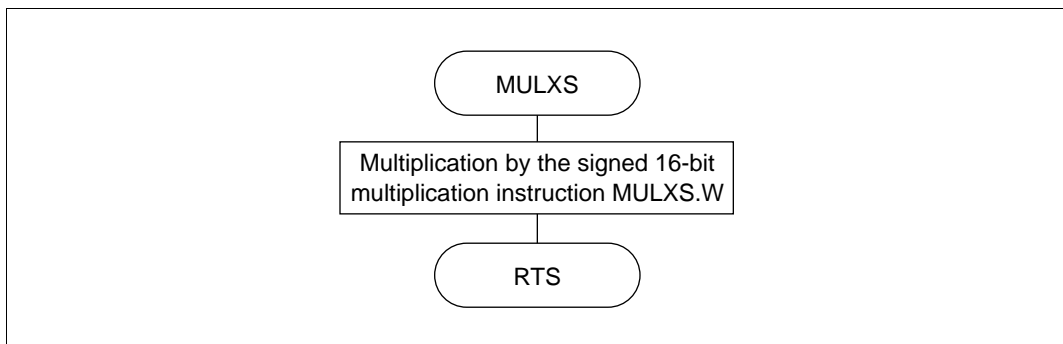 MULXS
Multiplication by the signed 16-bit
multiplication instruction MULXS.W
RTS